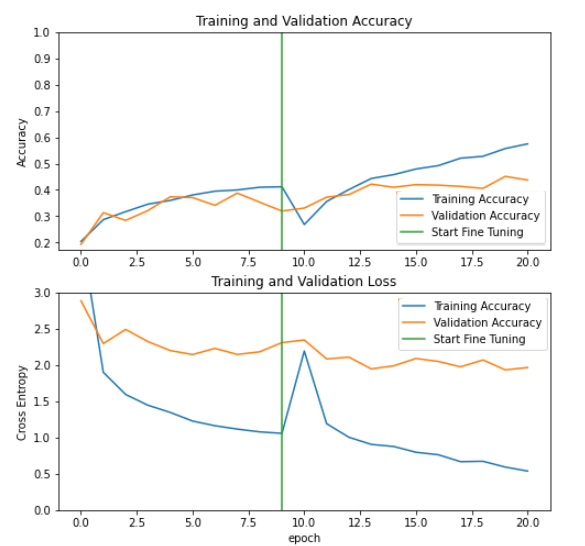 Training and Validation Accuracy
1.0
0.9
0.8
0.7
0.6
0.5
0.4
0.3
0.2
Accuracy
Training Accuracy
Validation Accuracy
Start Fine Tuning
0.0 2.5 5.0 7.5 10.0 12.5 15.0 17.5 20.0
Training and Validation Loss
3.0
2.5
2.0
1.5
1.0
0.5
0.0
Cross Entropy
Training Accuracy
Validation Accuracy
Start Fine Tuning
0.0 2.5 5.0 7.5 10.0 12.5 15.0 17.5 20.0
epoch